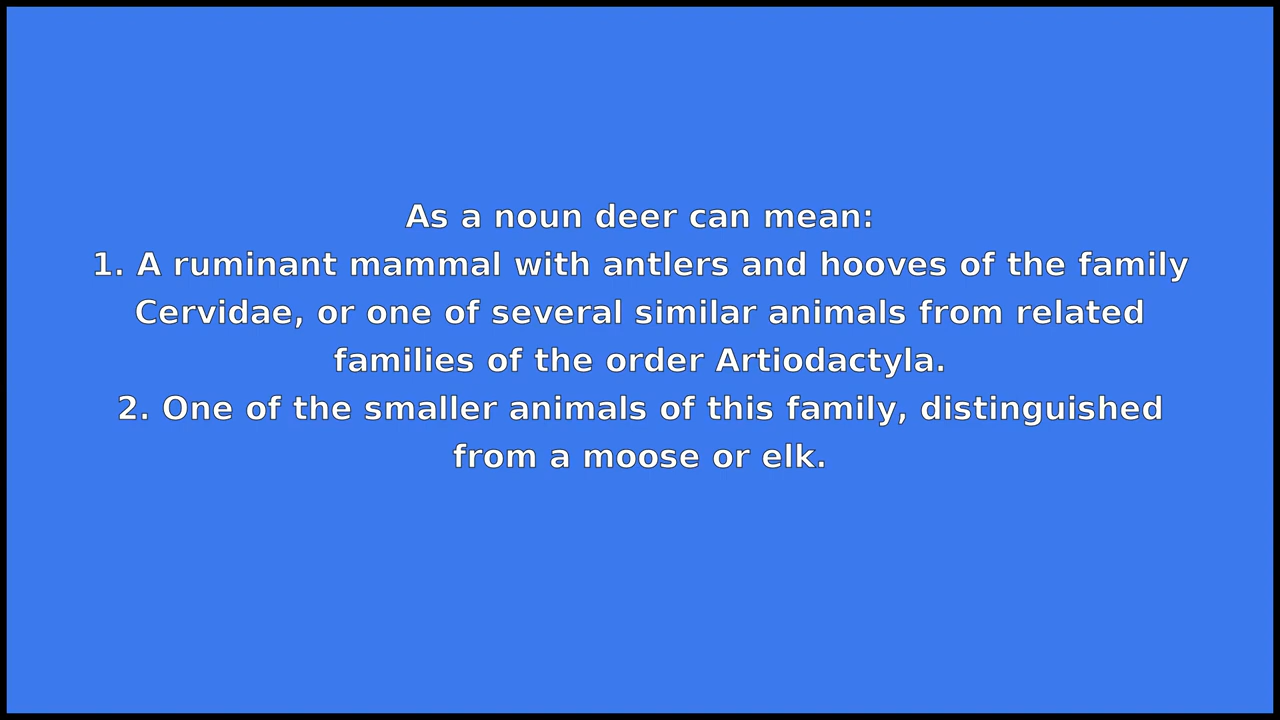 As a noun deer can mean:
1. A ruminant mammal with antlers and hooves of the family
Cervidae, or one of several similar animals from related
families of the order Artiodactyla.
2. One of the smaller animals of this family, distinguished
from a moose or elk.